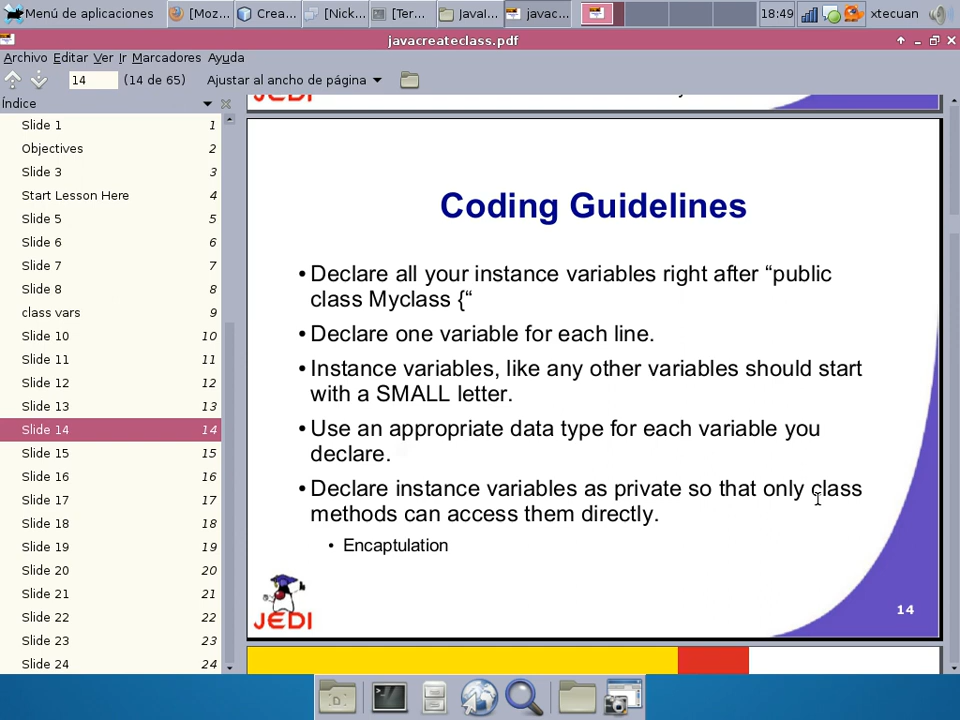 Menú de aplicaciones [Moz... Crea... [Nick... [Ter... JavaI... javac... 18:49 xtecuan
javacreateclass.pdf
Archivo Editar Ver Ir Marcadores Ayuda
14 (14 de 65) Ajustar al ancho de página
Índice
Slide 1 1
Objectives 2
Slide 3 3
Start Lesson Here 4
Slide 5 5
Slide 6 6
Slide 7 7
Slide 8 8
class vars 9
Slide 10 10
Slide 11 11
Slide 12 12
Slide 13 13
Slide 14 14
Slide 15 15
Slide 16 16
Slide 17 17
Slide 18 18
Slide 19 19
Slide 20 20
Slide 21 21
Slide 22 22
Slide 23 23
Slide 24 24
JEDI
Coding Guidelines
• Declare all your instance variables right after “public
class Myclass {“
• Declare one variable for each line.
• Instance variables, like any other variables should start
with a SMALL letter.
• Use an appropriate data type for each variable you
declare.
• Declare instance variables as private so that only class
methods can access them directly.
• Encaptulation
JEDI
14